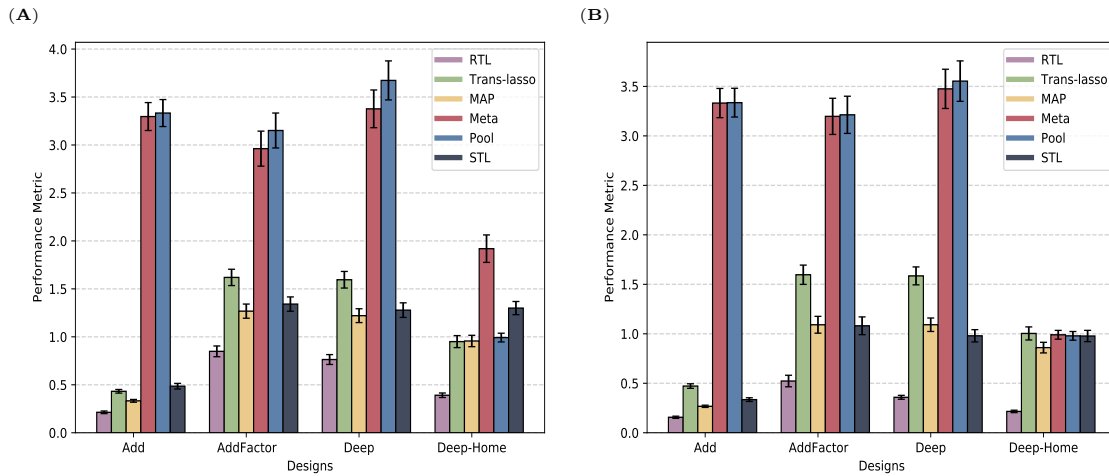 (A)
4.0
3.5
3.0
2.5
2.0
1.5
1.0
0.5
0.0
Performance Metric
RTL
Trans-lasso
MAP
Meta
Pool
STL
Add
AddFactor
Deep
Deep-Home
Designs
(B)
3.5
3.0
2.5
2.0
1.5
1.0
0.5
0.0
Performance Metric
RTL
Trans-lasso
MAP
Meta
Pool
STL
Add
AddFactor
Deep
Deep-Home
Designs